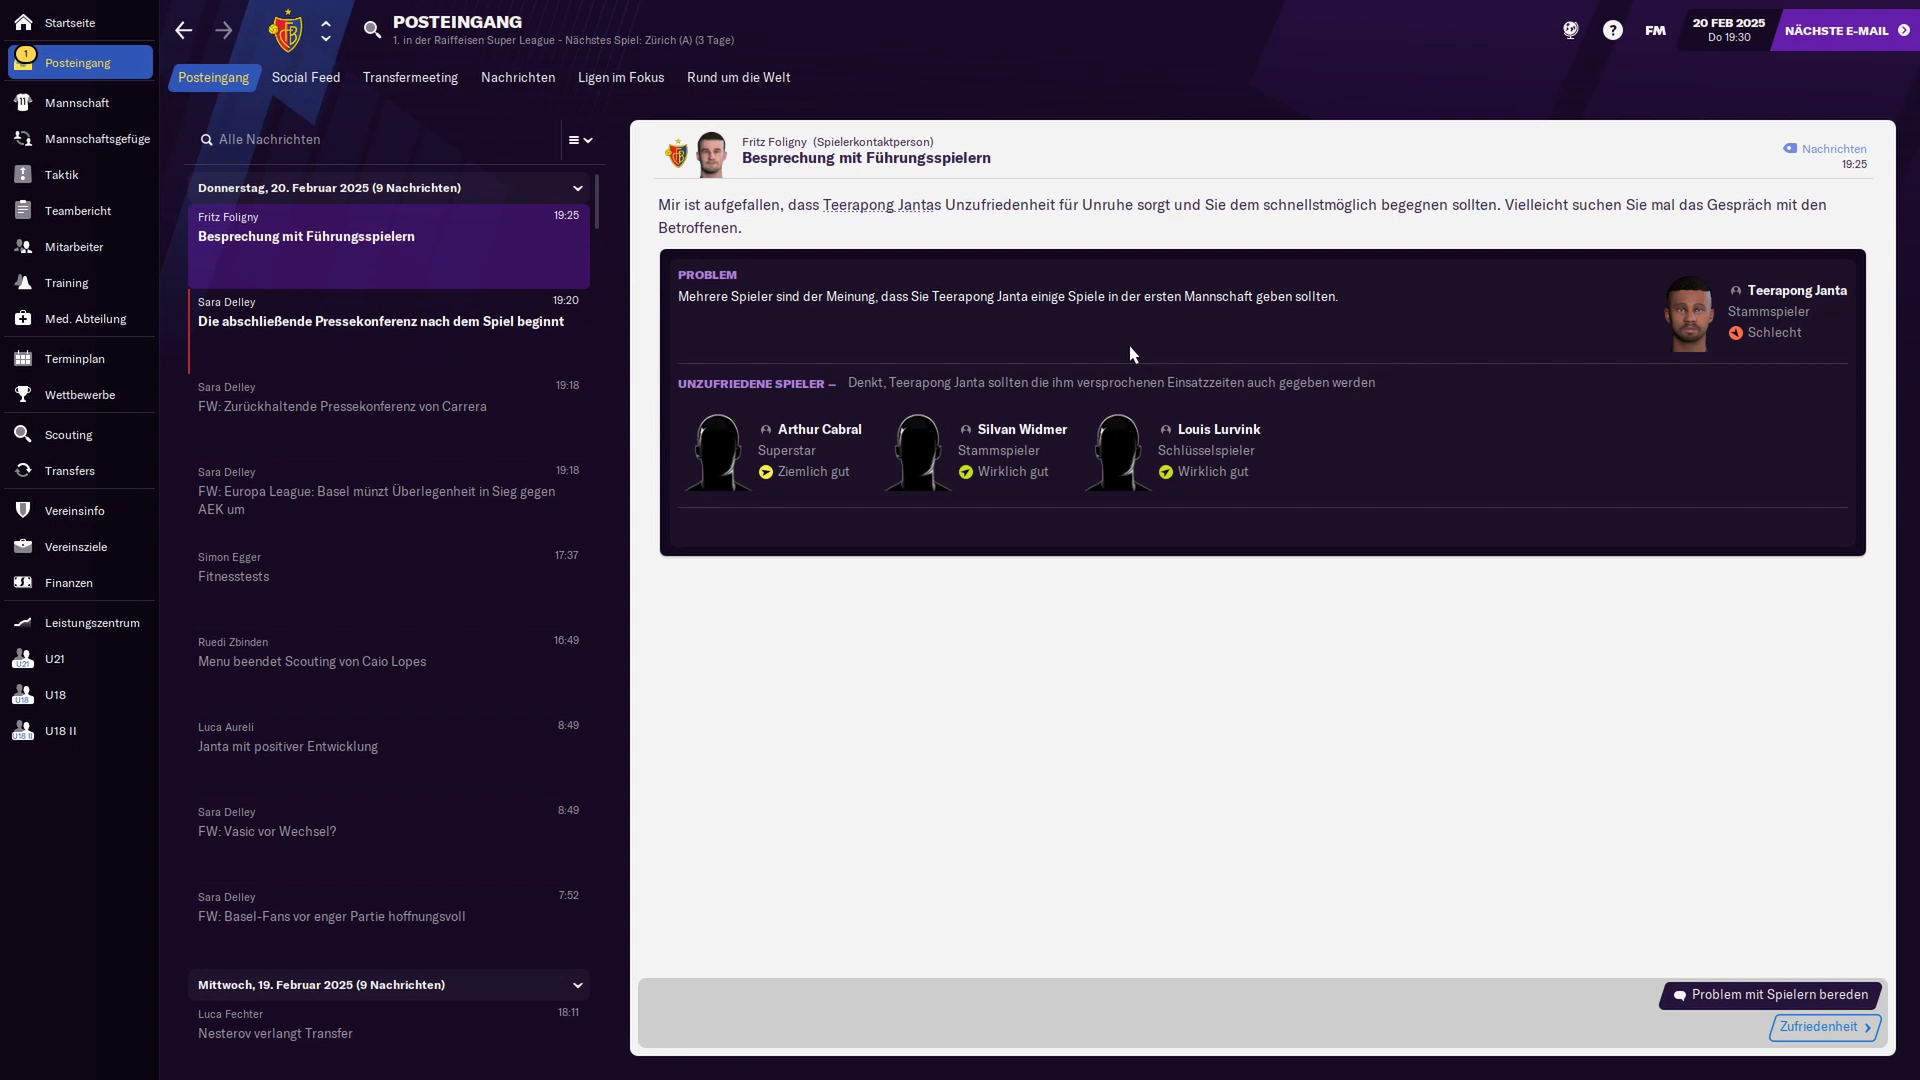 Startseite
1
Posteingang
Mannschaft
Mannschaftsgefüge
Taktik
Teambericht
Mitarbeiter
Training
Med. Abteilung
Terminplan
Wettbewerbe
Scouting
Transfers
Vereinsinfo
Vereinsziele
Finanzen
Leistungszentrum
U21
U21
U18
U18
U18 II
U18 II
POSTEINGANG
1. in der Raiffeisen Super League - Nächstes Spiel: Zürich (A) (3 Tage)
FM
20 FEB 2025
Do 19:30
NÄCHSTE E-MAIL
Posteingang
Social Feed
Transfermeeting
Nachrichten
Ligen im Fokus
Rund um die Welt
Alle Nachrichten
Donnerstag, 20. Februar 2025 (9 Nachrichten)
Fritz Foligny 19:25
Besprechung mit Führungsspielern
Sara Delley 19:20
Die abschließende Pressekonferenz nach dem Spiel beginnt
Sara Delley 19:18
FW: Zurückhaltende Pressekonferenz von Carrera
Sara Delley 19:18
FW: Europa League: Basel münzt Überlegenheit in Sieg gegen
AEK um
Simon Egger 17:37
Fitnesstests
Ruedi Zbinden 16:49
Menu beendet Scouting von Caio Lopes
Luca Aureli 8:49
Janta mit positiver Entwicklung
Sara Delley 8:49
FW: Vasic vor Wechsel?
Sara Delley 7:52
FW: Basel-Fans vor enger Partie hoffnungsvoll
Mittwoch, 19. Februar 2025 (9 Nachrichten)
Luca Fechter 18:11
Nesterov verlangt Transfer
Fritz Foligny (Spielerkontaktperson)
Besprechung mit Führungsspielern
Nachrichten
19:25
Mir ist aufgefallen, dass Teerapong Jantas Unzufriedenheit für Unruhe sorgt und Sie dem schnellstmöglich begegnen sollten. Vielleicht suchen Sie mal das Gespräch mit den
Betroffenen.
PROBLEM
Mehrere Spieler sind der Meinung, dass Sie Teerapong Janta einige Spiele in der ersten Mannschaft geben sollten.
Teerapong Janta
Stammspieler
Schlecht
UNZUFRIEDENE SPIELER – Denkt, Teerapong Janta sollten die ihm versprochenen Einsatzzeiten auch gegeben werden
Arthur Cabral
Superstar
Ziemlich gut
Silvan Widmer
Stammspieler
Wirklich gut
Louis Lurvink
Schlüsselspieler
Wirklich gut
Problem mit Spielern bereden
Zufriedenheit